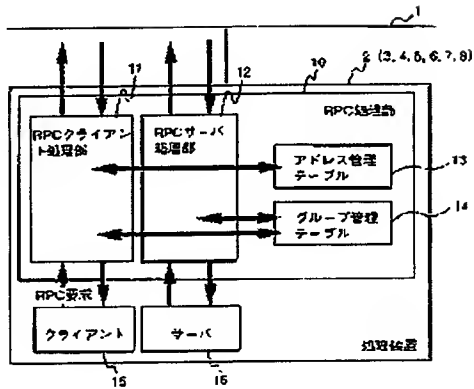 1
2 (3,4,5,6,7,8)
10
RPC処理部
11
12
RPCクライアン
ト処理部
RPCサーバ
処理部
アドレス管理
テーブル
13
グループ管理
テーブル
14
RPC要求
クライアント
サーバ
処理装置
15
16